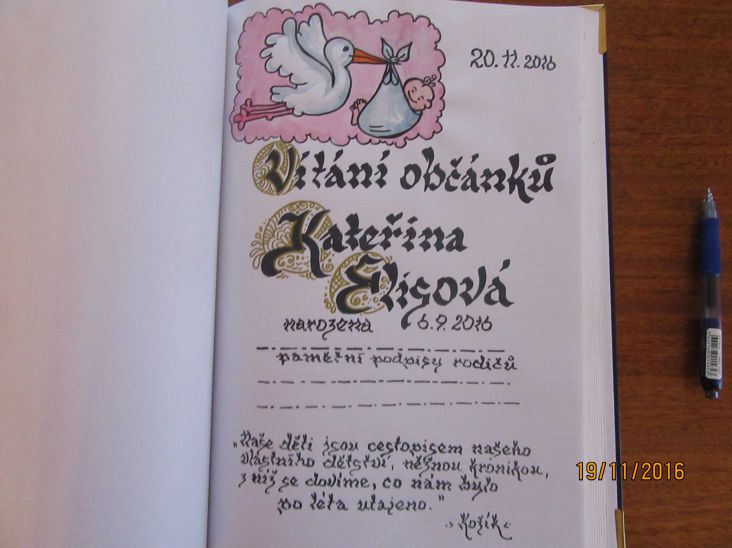 20.11.2016
Vítání občánků
Kateřina
Elisová
narozena 6.9.2016
pamětní podpisy rodičů
„Naše děti jsou cestopisem našeho
vlastního dětství, něžnou kronikou,
z níž se dovíme, co nám bylo
po léta utajeno."
Kožík
19/11/2016